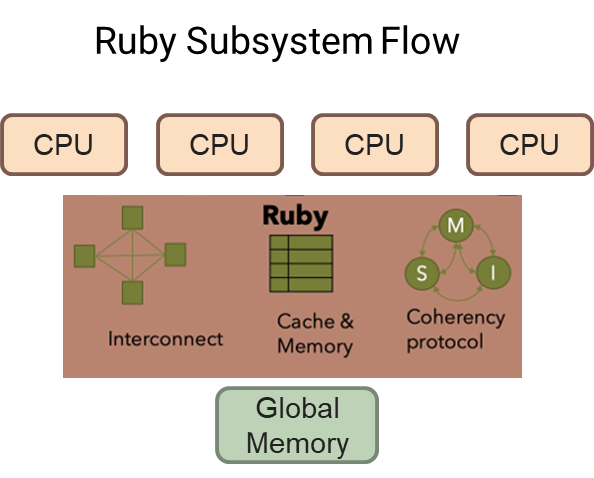 Ruby Subsystem Flow
CPU
CPU
CPU
CPU
Ruby
M
S
I
Interconnect
Cache &
Memory
Coherency
protocol
Global
Memory